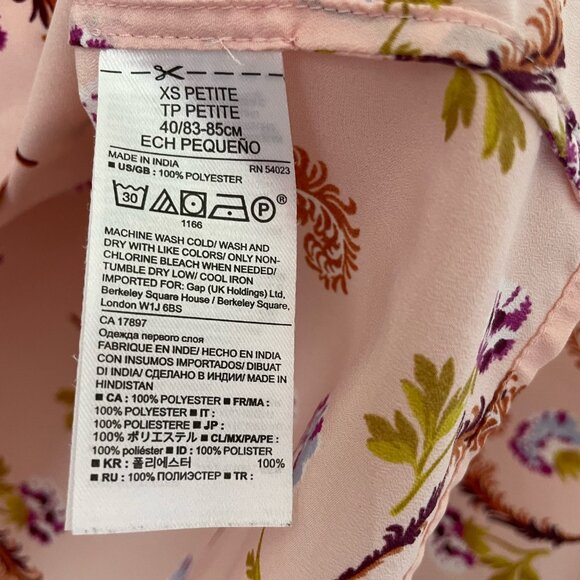 XS PETITE
TP PETITE
40/83-85см
ECH PEQUEÑO
MADE IN INDIA RN 54023
■ US/GB : 100% POLYESTER
30 P
1166
MACHINE WASH COLD/ WASH AND
DRY WITH LIKE COLORS/ ONLY NON-
CHLORINE BLEACH WHEN NEEDED/
TUMBLE DRY LOW/ COOL IRON
IMPORTED FOR: Gap (UK Holdings) Ltd,
Berkeley Square House / Berkeley Square,
London W1J 6BS
CA 17897
Одежда первого слоя
FABRIQUE EN INDE/ HECHO EN INDIA
CON INSUMOS IMPORTADOS/ DIBUAT
DI INDIA/ СДЕЛАНО В ИНДИИ/ MADE IN
HINDISTAN
■ CA : 100% POLYESTER ■ FR/MA :
100% POLYESTER ■ IT :
100% POLIESTERE ■ JP :
100% ポリエステル ■ CL/MX/PA/PE :
100% poliéster ■ ID : 100% POLISTER
■ KR : 폴리에스터 100%
■ RU : 100% ПОЛИЭСТЕР ■ TR :